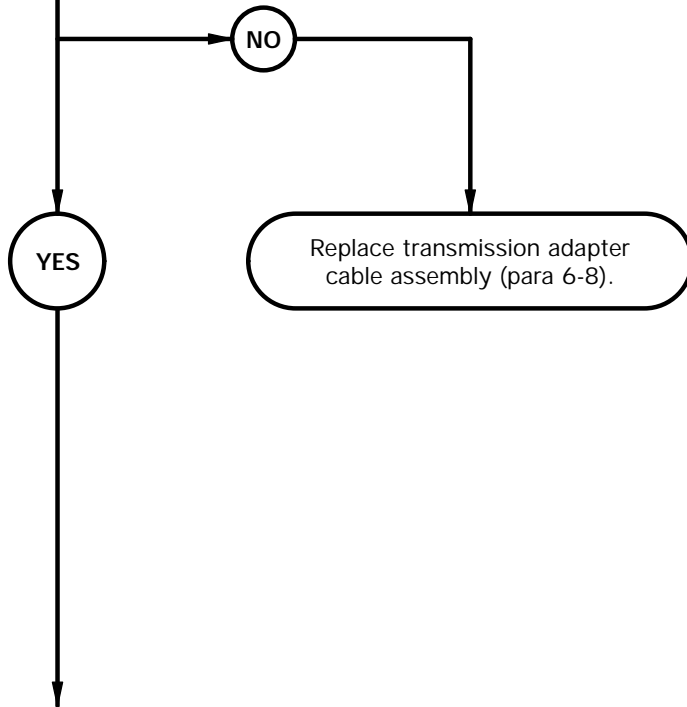 NO
YES
Replace transmission adapter
cable assembly (para 6-8).